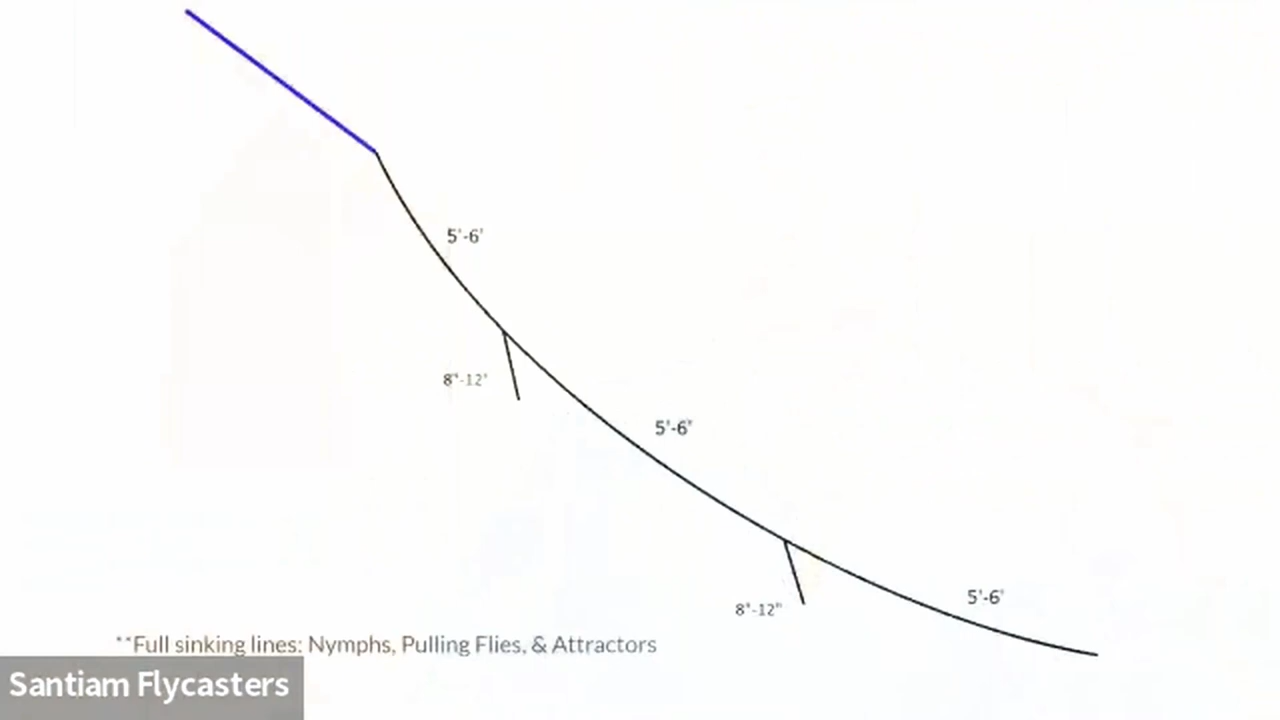 5'-6'
8"-12"
5'-6'
8"-12"
5'-6'
**Full sinking lines: Nymphs, Pulling Flies, & Attractors
Santiam Flycasters